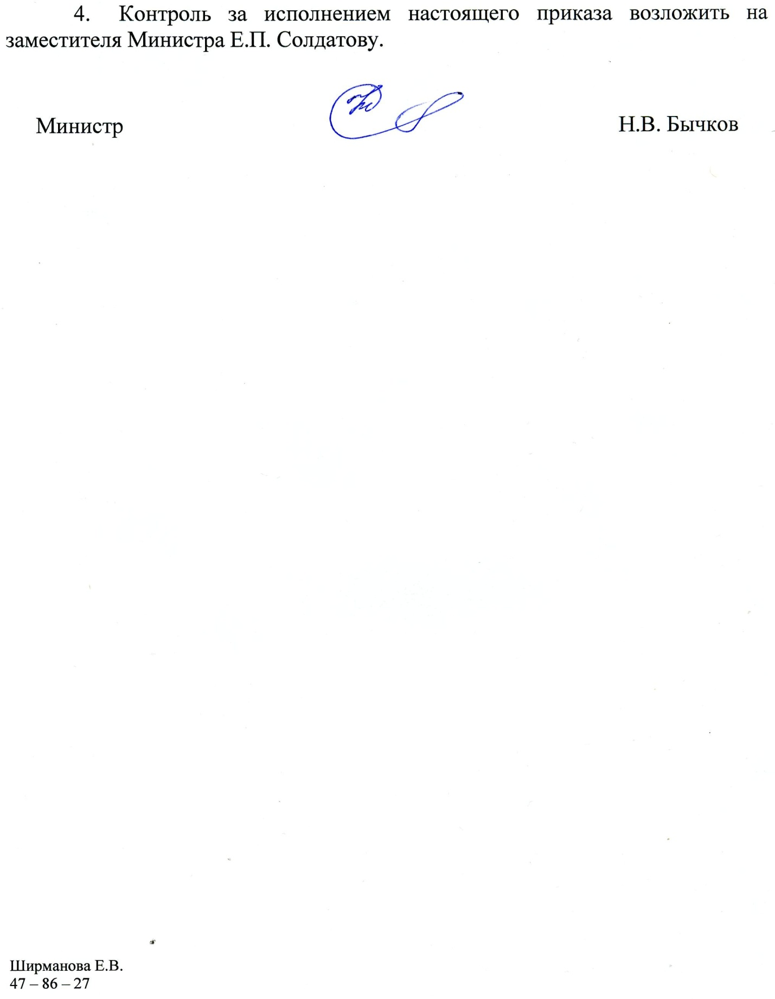 4. Контроль за исполнением настоящего приказа возложить на
заместителя Министра Е.П. Солдатову.
Министр
Н.В. Бычков
Ширманова Е.В.
47 – 86 – 27